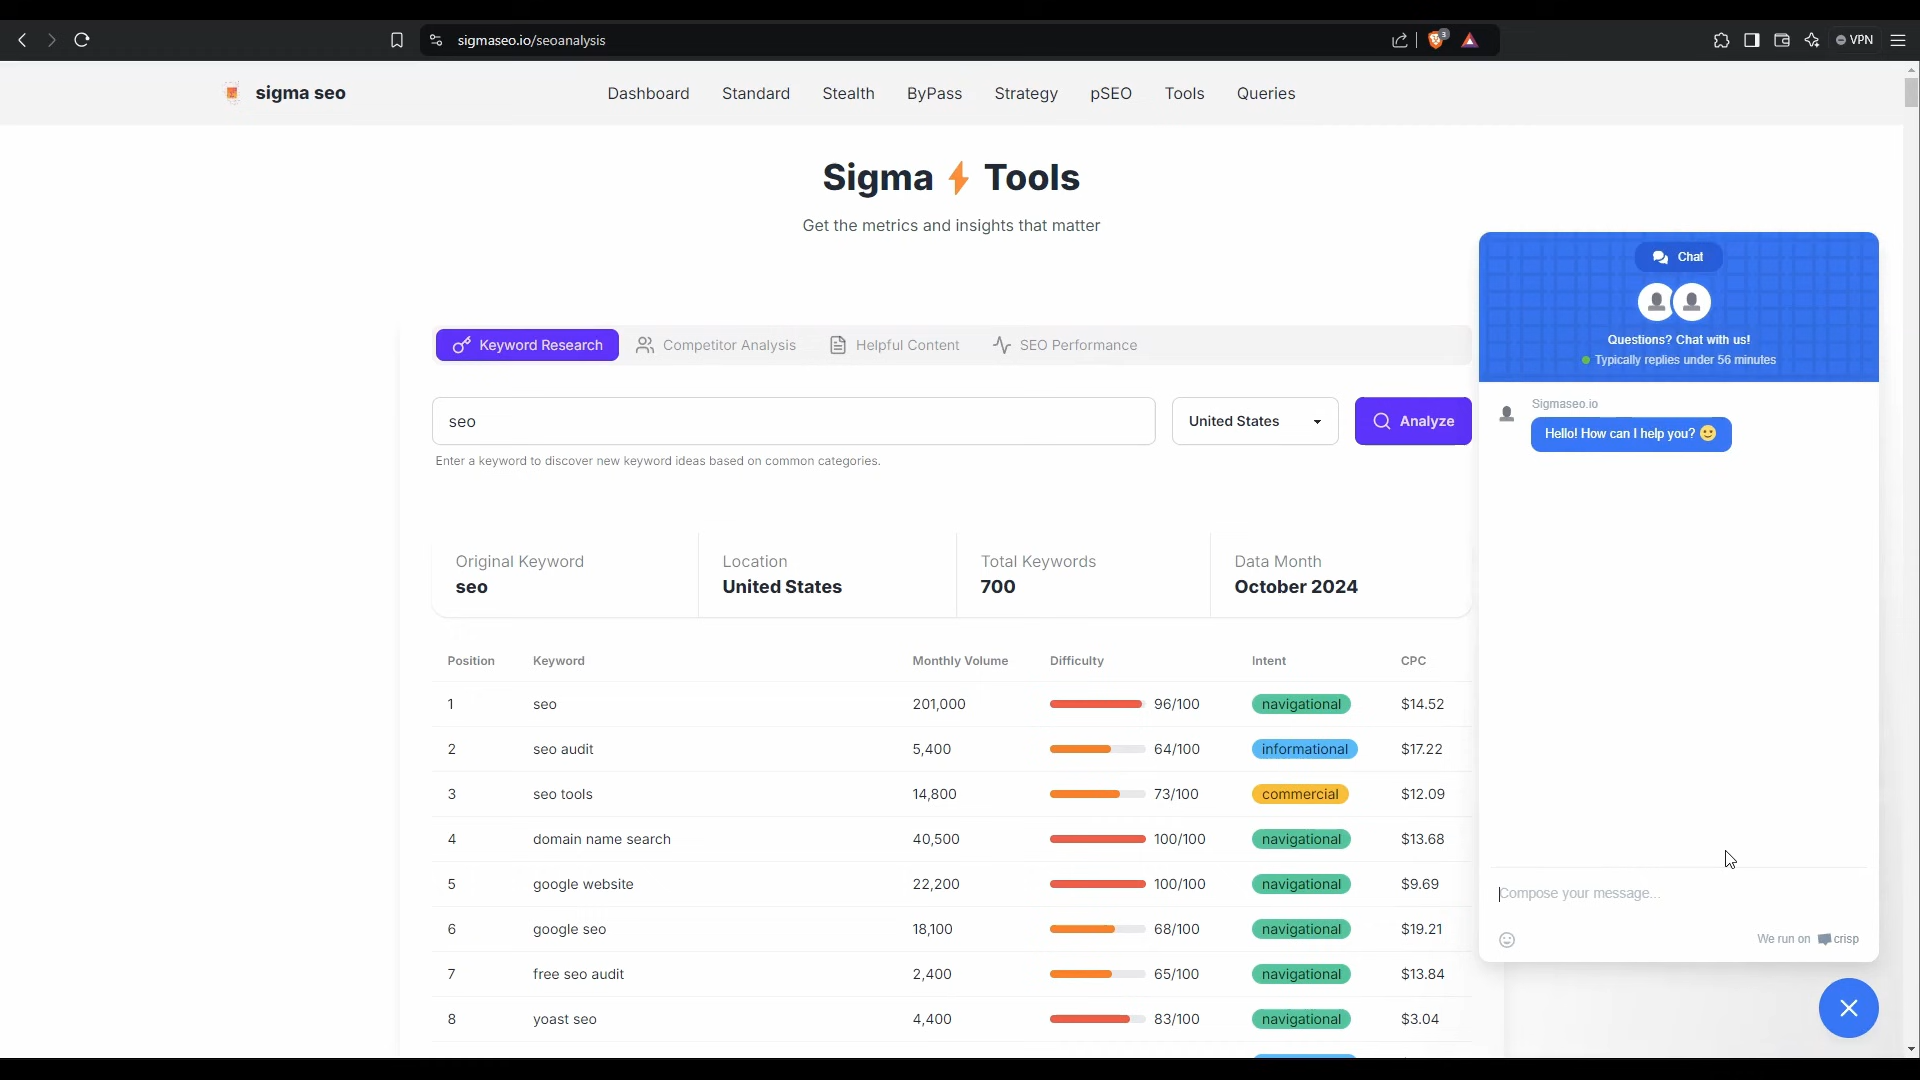 sigmaseo.io/seoanalysis
3
VPN
sigma seo
Dashboard Standard Stealth ByPass Strategy pSEO Tools Queries
Sigma Tools
Get the metrics and insights that matter
Keyword Research Competitor Analysis Helpful Content SEO Performance
seo United States Analyze
Enter a keyword to discover new keyword ideas based on common categories.
Original Keyword Location Total Keywords Data Month
seo United States 700 October 2024
Position Keyword Monthly Volume Difficulty Intent CPC
1 seo 201,000 96/100 navigational $14.52
2 seo audit 5,400 64/100 informational $17.22
3 seo tools 14,800 73/100 commercial $12.09
4 domain name search 40,500 100/100 navigational $13.68
5 google website 22,200 100/100 navigational $9.69
6 google seo 18,100 68/100 navigational $19.21
7 free seo audit 2,400 65/100 navigational $13.84
8 yoast seo 4,400 83/100 navigational $3.04
Chat
Questions? Chat with us!
Typically replies under 56 minutes
Sigmaseo.io
Hello! How can I help you? 🙂
Compose your message...
We run on crisp